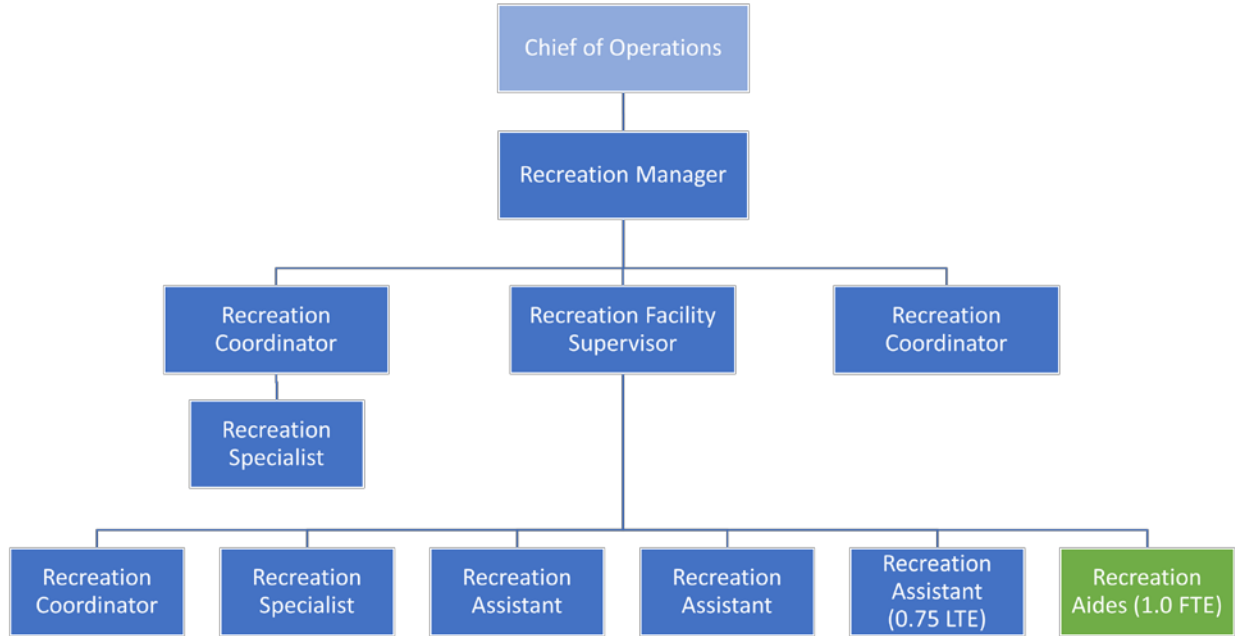 Chief of Operations
Recreation Manager
Recreation
Coordinator
Recreation Facility
Supervisor
Recreation
Coordinator
Recreation
Specialist
Recreation
Coordinator
Recreation
Specialist
Recreation
Assistant
Recreation
Assistant
Recreation
Assistant
(0.75 LTE)
Recreation
Aides (1.0 FTE)